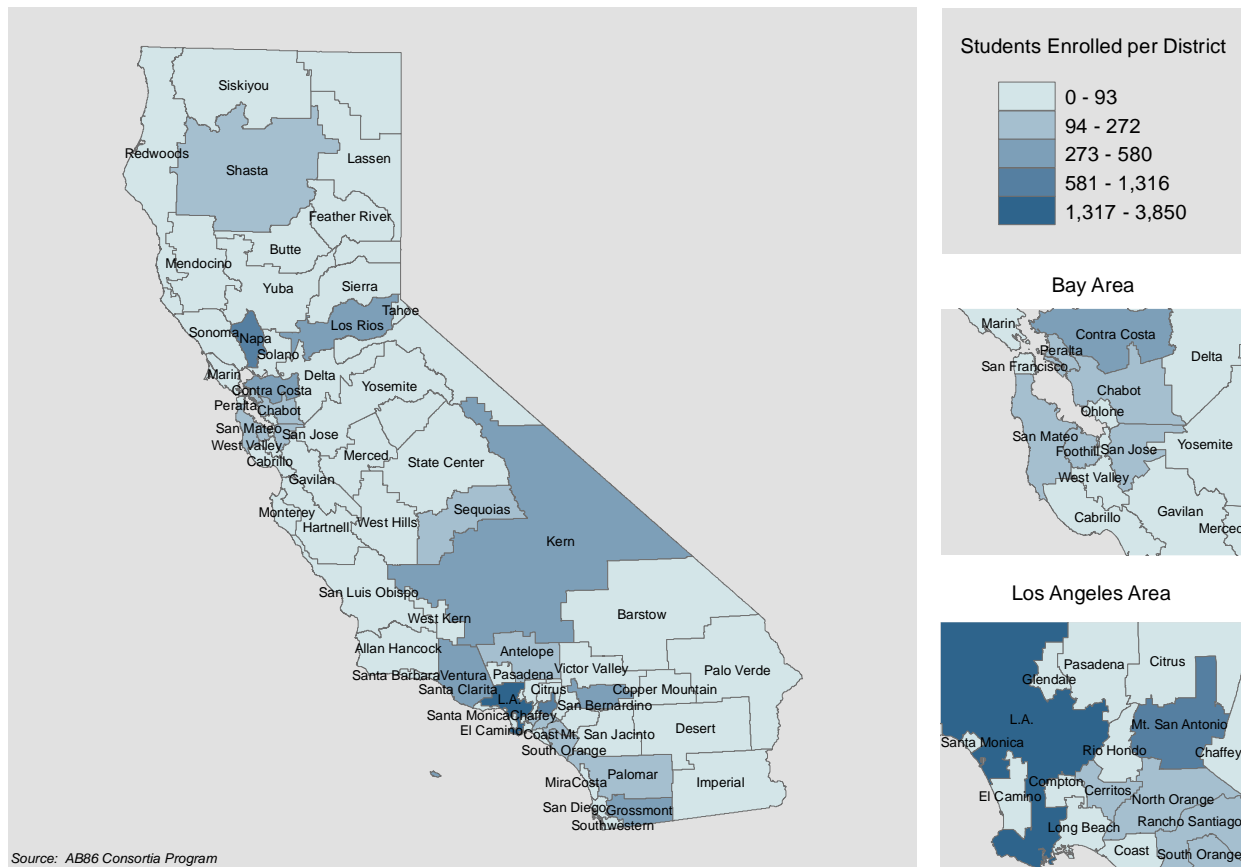 Siskiyou
Redwoods
Shasta
Lassen
Feather River
Butte
Mendocino
Yuba
Sierra
Tahoe
Los Rios
Sonoma
Napa
Solano
Marin
Delta
Contra Costa
Yosemite
Peralta
Chabot
San Mateo
San Jose
West Valley
Merced
Cabrillo
State Center
Gavilan
Monterey
Hartnell
West Hills
Sequoias
Kern
San Luis Obispo
West Kern
Barstow
Allan Hancock
Antelope
Santa Barbara
Ventura
Pasadena
Victor Valley
Palo Verde
Santa Clarita
Citrus
Copper Mountain
L.A.
San Bernardino
Santa Monica
Chaffey
El Camino
Coast
Mt. San Jacinto
Desert
South Orange
MiraCosta
Palomar
Imperial
San Diego
Grossmont
Southwestern
Source: AB86 Consortia Program
Students Enrolled per District
0 - 93
94 - 272
273 - 580
581 - 1,316
1,317 - 3,850
Bay Area
Marin
Contra Costa
Peralta
San Francisco
Delta
Chabot
Ohlone
San Mateo
Foothill
San Jose
Yosemite
West Valley
Cabrillo
Gavilan
Merced
Los Angeles Area
Pasadena
Citrus
Glendale
L.A.
Mt. San Antonio
Santa Monica
Rio Hondo
Chaffey
Compton
El Camino
Cerritos
North Orange
Rancho Santiago
Long Beach
Coast
South Orange